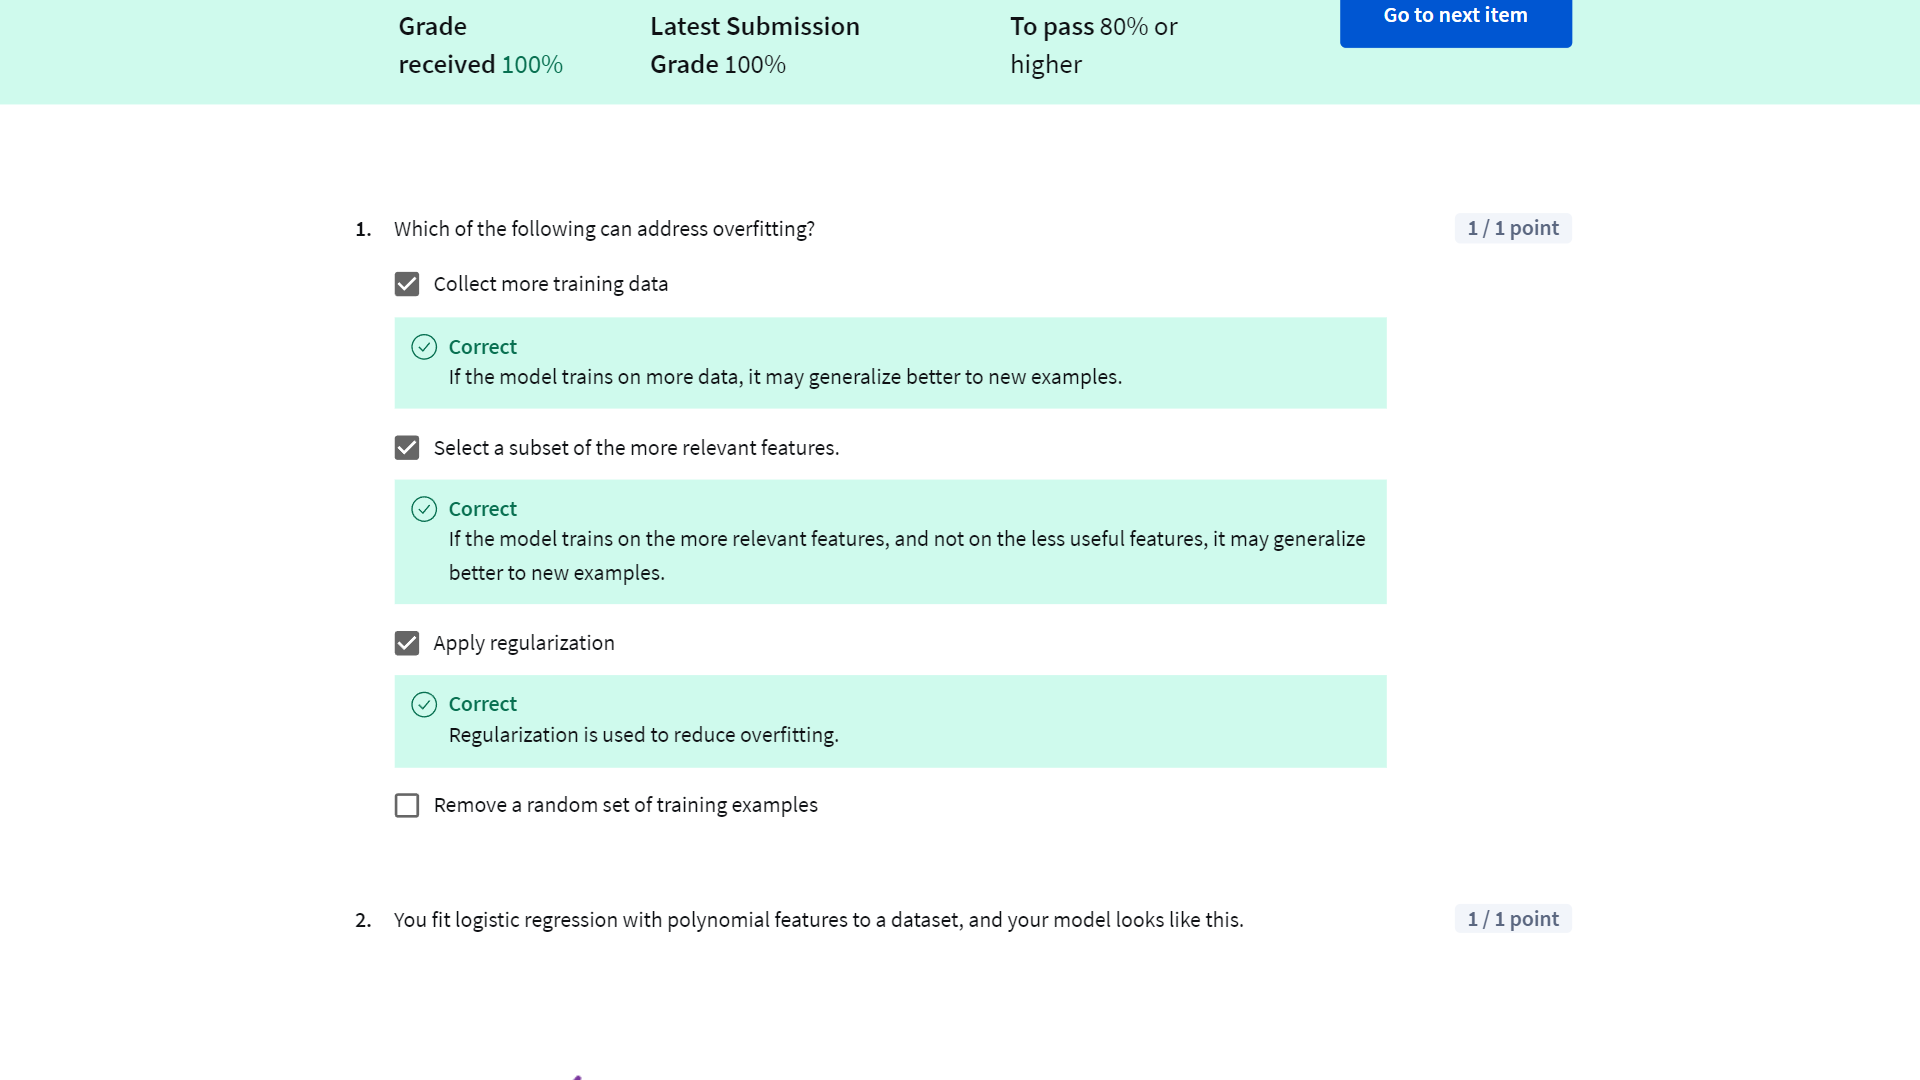 Grade
received 100%
Latest Submission
Grade 100%
To pass 80% or
higher
Go to next item
1. Which of the following can address overfitting?
1 / 1 point
Collect more training data
Correct
If the model trains on more data, it may generalize better to new examples.
Select a subset of the more relevant features.
Correct
If the model trains on the more relevant features, and not on the less useful features, it may generalize
better to new examples.
Apply regularization
Correct
Regularization is used to reduce overfitting.
Remove a random set of training examples
2. You fit logistic regression with polynomial features to a dataset, and your model looks like this.
1 / 1 point